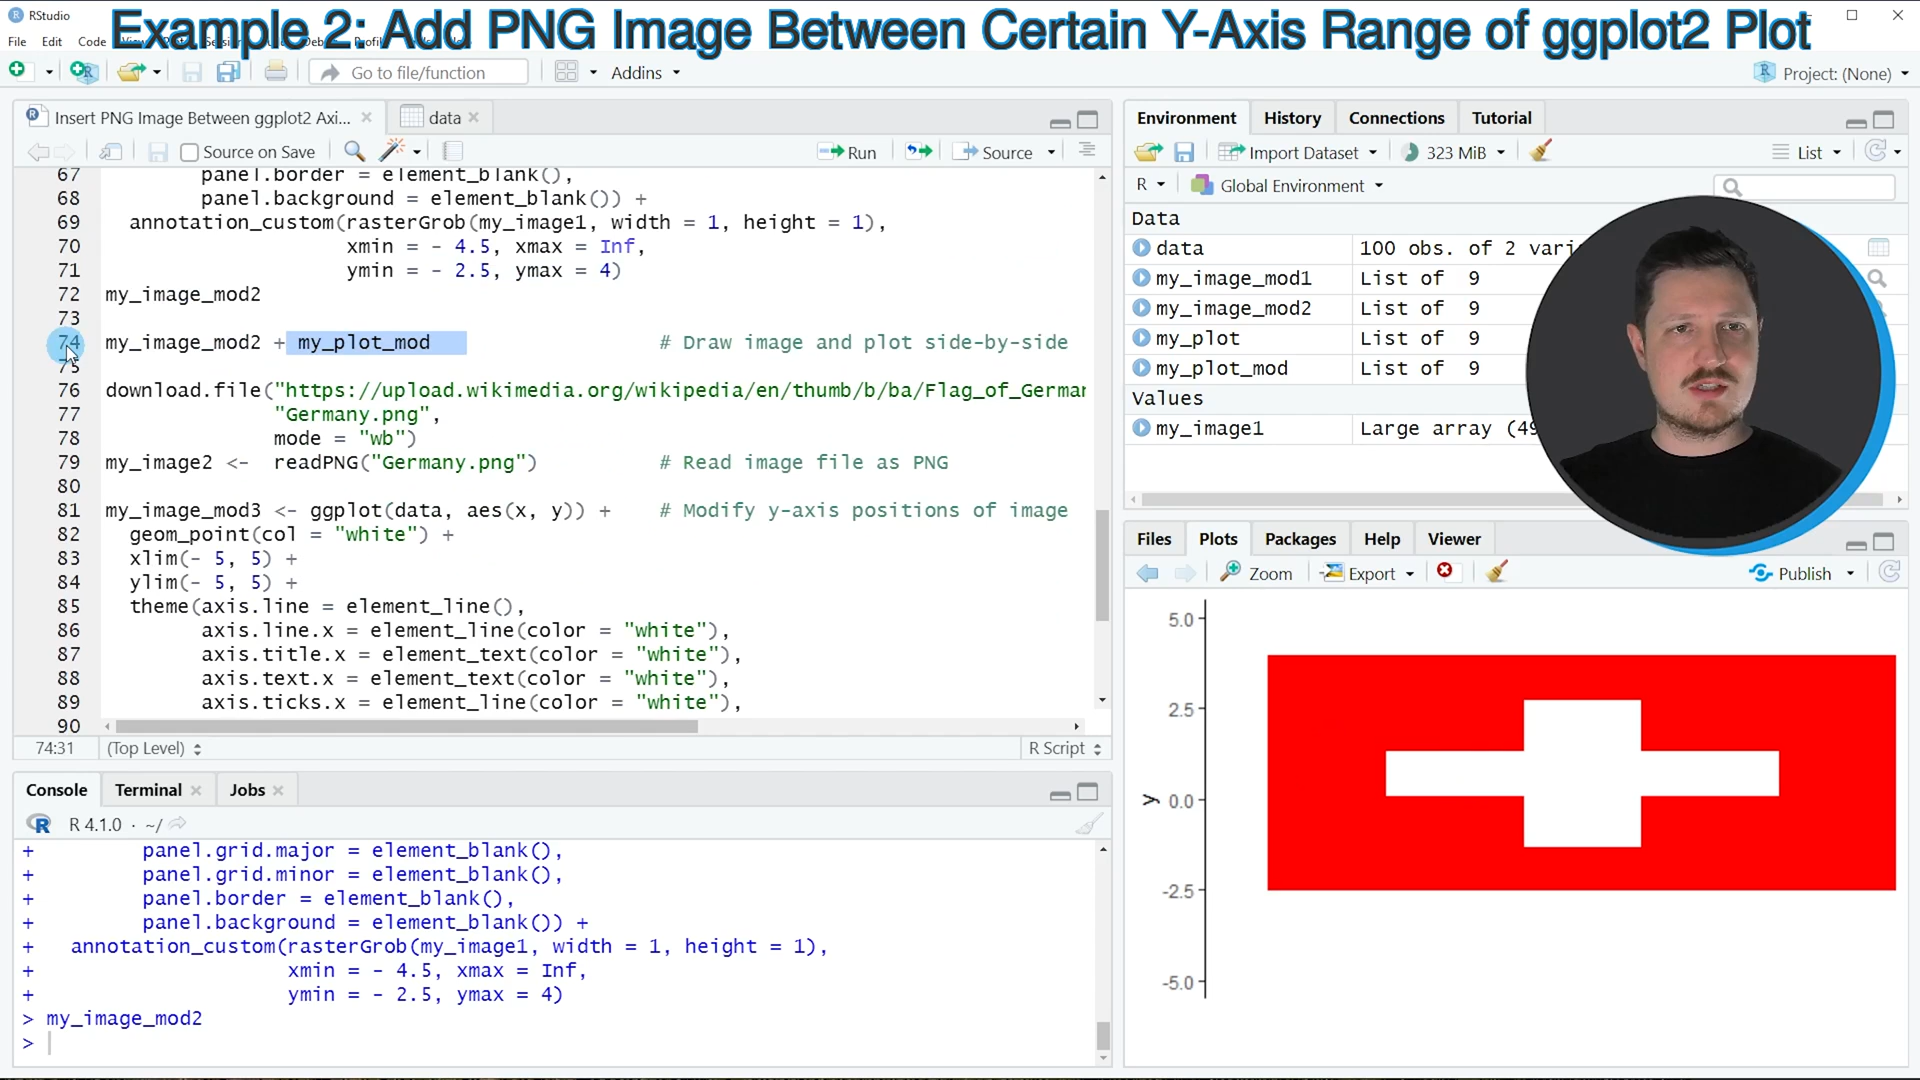 RStudio
Example 2: Add PNG Image Between Certain Y-Axis Range of ggplot2 Plot
File Edit Code
Go to file/function
Addins
Project: (None)
Insert PNG Image Between ggplot2 Axi...
data
Source on Save
Run
Source
67 panel.border = element_blank(),
68 panel.background = element_blank()) +
69 annotation_custom(rasterGrob(my_image1, width = 1, height = 1),
70 xmin = - 4.5, xmax = Inf,
71 ymin = - 2.5, ymax = 4)
72 my_image_mod2
73
74 my_image_mod2 + my_plot_mod # Draw image and plot side-by-side
75
76 download.file("https://upload.wikimedia.org/wikipedia/en/thumb/b/ba/Flag_of_German
77 "Germany.png",
78 mode = "wb")
79 my_image2 <- readPNG("Germany.png") # Read image file as PNG
80
81 my_image_mod3 <- ggplot(data, aes(x, y)) + # Modify y-axis positions of image
82 geom_point(col = "white") +
83 xlim(- 5, 5) +
84 ylim(- 5, 5) +
85 theme(axis.line = element_line(),
86 axis.line.x = element_line(color = "white"),
87 axis.title.x = element_text(color = "white"),
88 axis.text.x = element_text(color = "white"),
89 axis.ticks.x = element_line(color = "white"),
90
74:31 (Top Level) R Script
Console Terminal Jobs
R 4.1.0 · ~/
+ panel.grid.major = element_blank(),
+ panel.grid.minor = element_blank(),
+ panel.border = element_blank(),
+ panel.background = element_blank()) +
+ annotation_custom(rasterGrob(my_image1, width = 1, height = 1),
+ xmin = - 4.5, xmax = Inf,
+ ymin = - 2.5, ymax = 4)
> my_image_mod2
>
Environment History Connections Tutorial
Import Dataset 323 MiB List
R Global Environment
Data
data 100 obs. of 2 vari
my_image_mod1 List of 9
my_image_mod2 List of 9
my_plot List of 9
my_plot_mod List of 9
Values
my_image1 Large array (49
Files Plots Packages Help Viewer
Zoom Export Publish
5.0
2.5
y 0.0
-2.5
-5.0